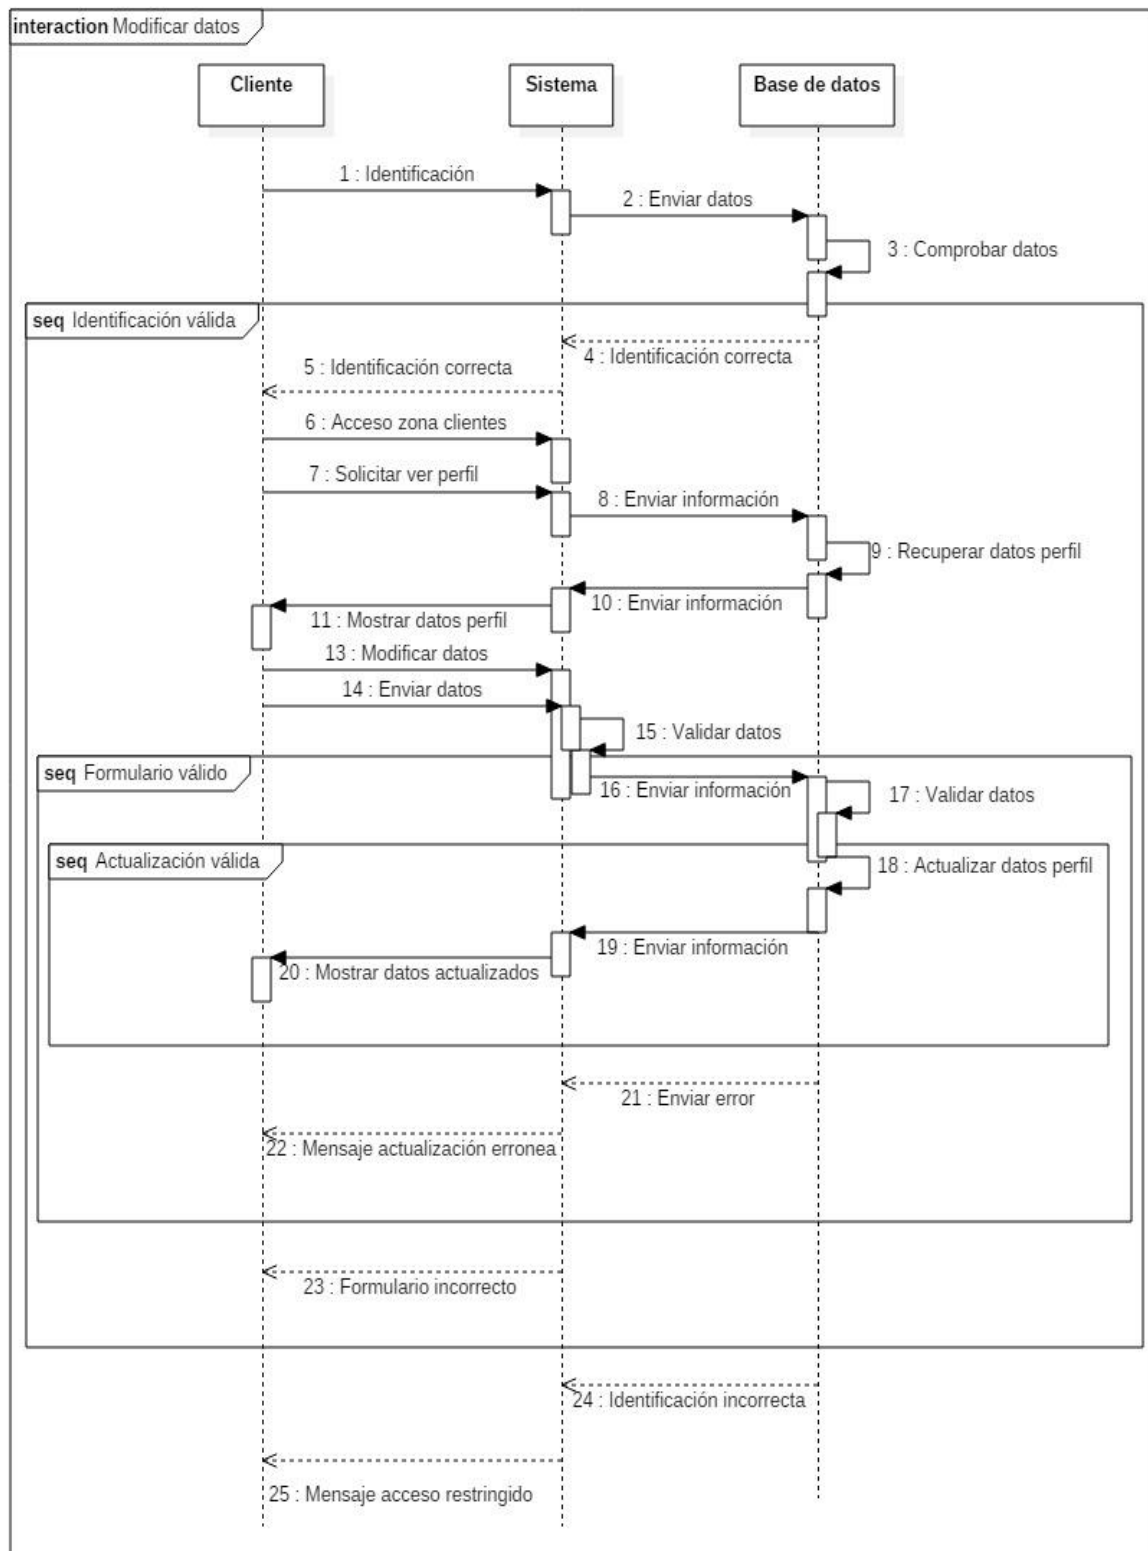 interaction Modificar datos
Cliente
Sistema
Base de datos
1 : Identificación
2 : Enviar datos
3 : Comprobar datos
seq Identificación válida
4 : Identificación correcta
5 : Identificación correcta
6 : Acceso zona clientes
7 : Solicitar ver perfil
8 : Enviar información
9 : Recuperar datos perfil
10 : Enviar información
11 : Mostrar datos perfil
13 : Modificar datos
14 : Enviar datos
15 : Validar datos
seq Formulario válido
16 : Enviar información
17 : Validar datos
seq Actualización válida
18 : Actualizar datos perfil
19 : Enviar información
20 : Mostrar datos actualizados
21 : Enviar error
22 : Mensaje actualización erronea
23 : Formulario incorrecto
24 : Identificación incorrecta
25 : Mensaje acceso restringido